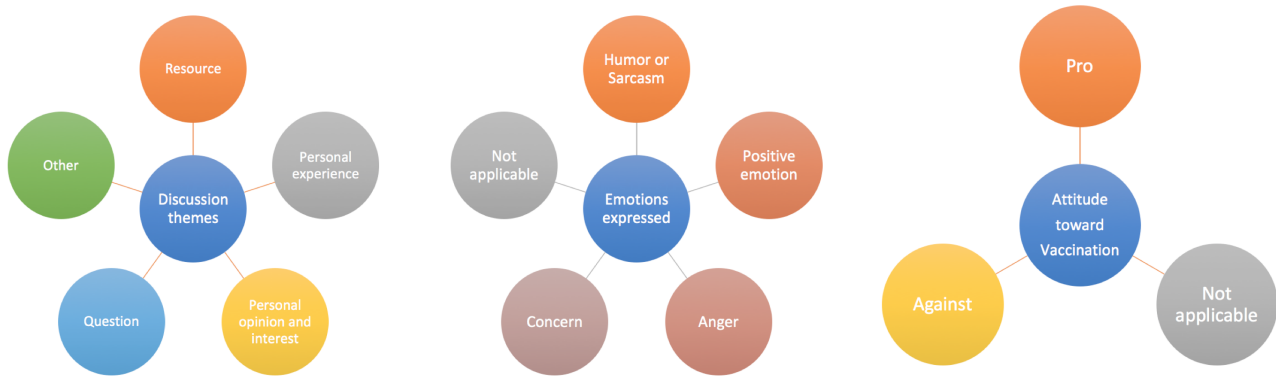 Resource
Other
Personal
experience
Discussion
themes
Question
Personal
opinion and
interest
Humor or
Sarcasm
Not
applicable
Positive
emotion
Emotions
expressed
Concern
Anger
Pro
Attitude
toward
Vaccination
Against
Not
applicable